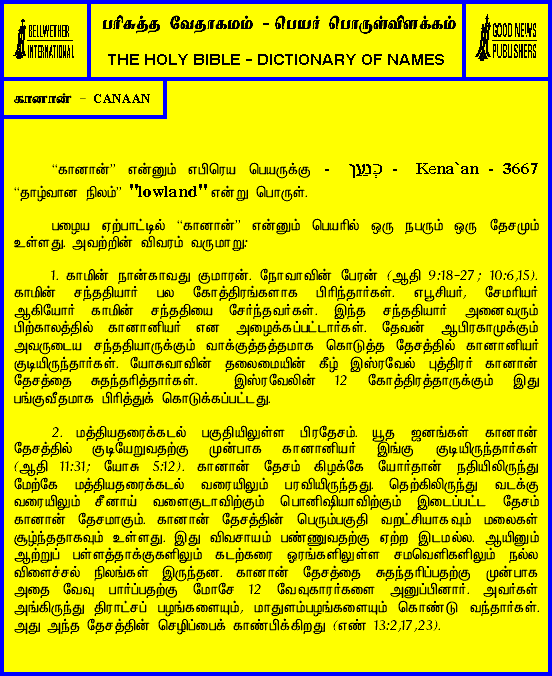 BELLWETHER
INTERNATIONAL
பரிசுத்த வேதாகமம் - பெயர் பொருள்விளக்கம்
THE HOLY BIBLE - DICTIONARY OF NAMES
GOOD NEWS
PUBLISHERS
கானான் - CANAAN
“கானான்” என்னும் எபிரெய பெயருக்கு - כְּנַעַן - Kena`an - 3667
“தாழ்வான நிலம்” "lowland" என்று பொருள்.
பழைய ஏற்பாட்டில் “கானான்” என்னும் பெயரில் ஒரு நபரும் ஒரு தேசமும்
உள்ளது. அவற்றின் விவரம் வருமாறு:
1. காமின் நான்காவது குமாரன். நோவாவின் பேரன் (ஆதி 9:18-27; 10:6,15).
காமின் சந்ததியார் பல கோத்திரங்களாக பிரிந்தார்கள். எபூசியர், சேமரியர்
ஆகியோர் காமின் சந்ததியை சேர்ந்தவர்கள். இந்த சந்ததியார் அனைவரும்
பிற்காலத்தில் கானானியர் என அழைக்கப்பட்டார்கள். தேவன் ஆபிரகாமுக்கும்
அவருடைய சந்ததியாருக்கும் வாக்குத்தத்தமாக கொடுத்த தேசத்தில் கானானியர்
குடியிருந்தார்கள். யோசுவாவின் தலைமையின் கீழ் இஸ்ரவேல் புத்திரர் கானான்
தேசத்தை சுதந்தரித்தார்கள். இஸ்ரவேலின் 12 கோத்திரத்தாருக்கும் இது
பங்குவீதமாக பிரித்துக் கொடுக்கப்பட்டது.
2. மத்தியதரைக்கடல் பகுதியிலுள்ள பிரதேசம். யூத ஜனங்கள் கானான்
தேசத்தில் குடியேறுவதற்கு முன்பாக கானானியர் இங்கு குடியிருந்தார்கள்
(ஆதி 11:31; யோசு 5:12). கானான் தேசம் கிழக்கே யோர்தான் நதியிலிருந்து
மேற்கே மத்தியதரைக்கடல் வரையிலும் பரவியிருந்தது. தெற்கிலிருந்து வடக்கு
வரையிலும் சீனாய் வளைகுடாவிற்கும் பொனிஷியாவிற்கும் இடைப்பட்ட தேசம்
கானான் தேசமாகும். கானான் தேசத்தின் பெரும்பகுதி வறட்சியாகவும் மலைகள்
சூழ்ந்ததாகவும் உள்ளது. இது விவசாயம் பண்ணுவதற்கு ஏற்ற இடமல்ல. ஆயினும்
ஆற்றுப் பள்ளத்தாக்குகளிலும் கடற்கரை ஓரங்களிலுள்ள சமவெளிகளிலும் நல்ல
விளைச்சல் நிலங்கள் இருந்தன. கானான் தேசத்தை சுதந்தரிப்பதற்கு முன்பாக
அதை வேவு பார்ப்பதற்கு மோசே 12 வேவுகாரர்களை அனுப்பினார். அவர்கள்
அங்கிருந்து திராட்சப் பழங்களையும், மாதுளம்பழங்களையும் கொண்டு வந்தார்கள்.
அது அந்த தேசத்தின் செழிப்பைக் காண்பிக்கிறது (எண் 13:2,17,23).